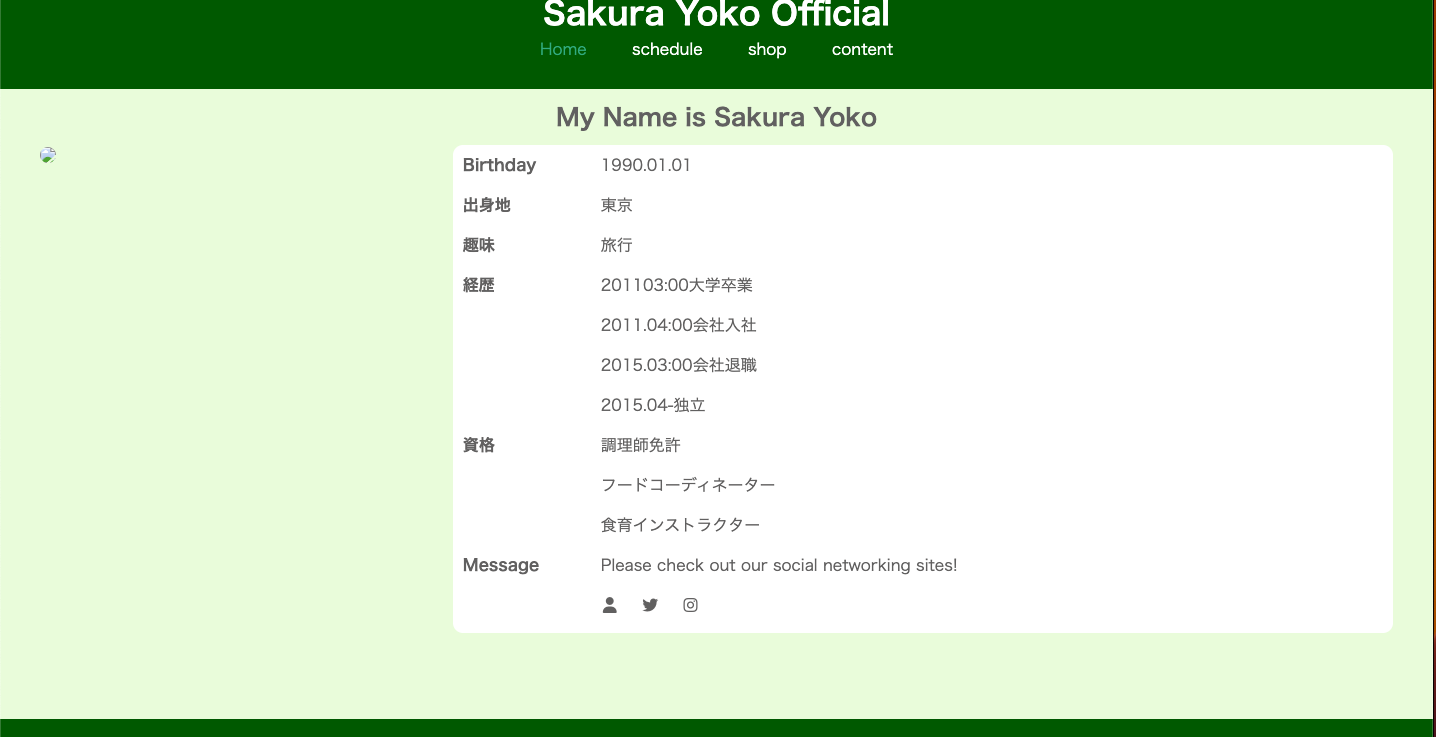 Sakura Yoko Official
Home schedule shop content
My Name is Sakura Yoko
Birthday 1990.01.01
出身地 東京
趣味 旅行
経歴 201103:00大学卒業
2011.04:00会社入社
2015.03:00会社退職
2015.04-独立
資格 調理師免許
フードコーディネーター
食育インストラクター
Message Please check out our social networking sites!